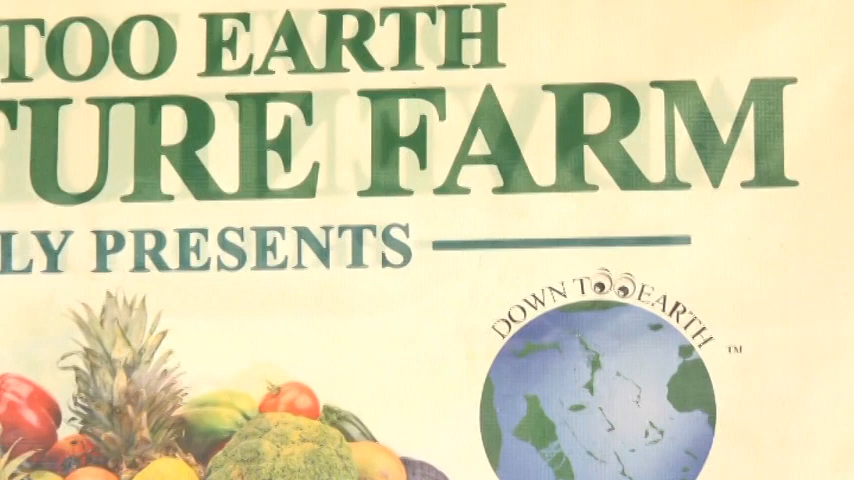 TOO EARTH
TURE FARM
LY PRESENTS
DOWN TOO EARTH
TM